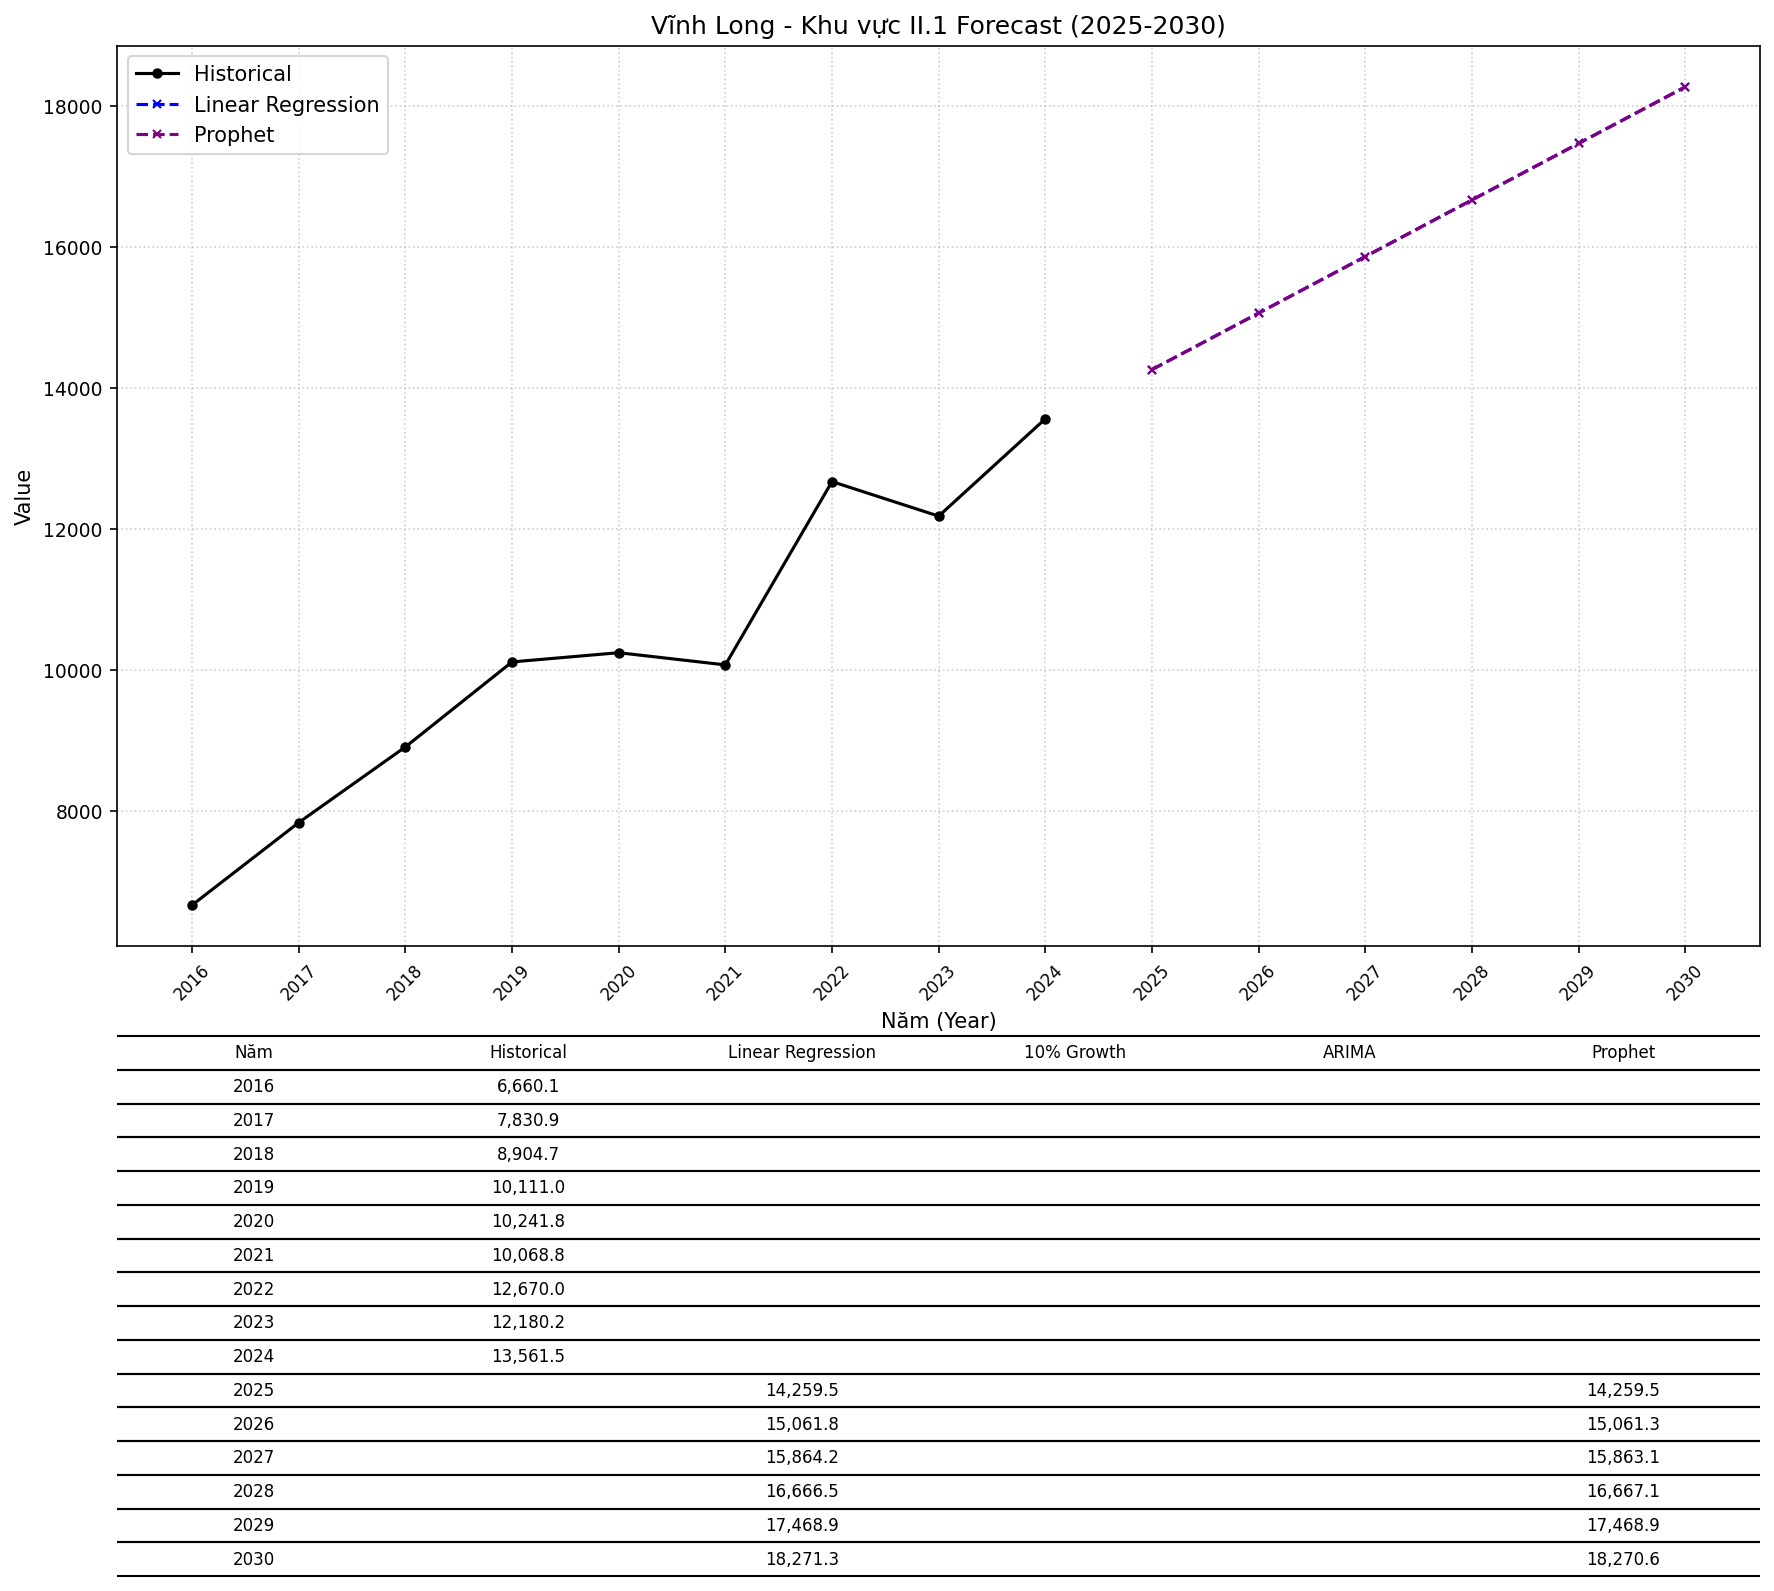 Vĩnh Long - Khu vực II.1 Forecast (2025-2030)
Historical
Linear Regression
Prophet
Value
18000
16000
14000
12000
10000
8000
2016 2017 2018 2019 2020 2021 2022 2023 2024 2025 2026 2027 2028 2029 2030
Năm (Year)
Năm Historical Linear Regression 10% Growth ARIMA Prophet
2016 6,660.1
2017 7,830.9
2018 8,904.7
2019 10,111.0
2020 10,241.8
2021 10,068.8
2022 12,670.0
2023 12,180.2
2024 13,561.5
2025 14,259.5 14,259.5
2026 15,061.8 15,061.3
2027 15,864.2 15,863.1
2028 16,666.5 16,667.1
2029 17,468.9 17,468.9
2030 18,271.3 18,270.6